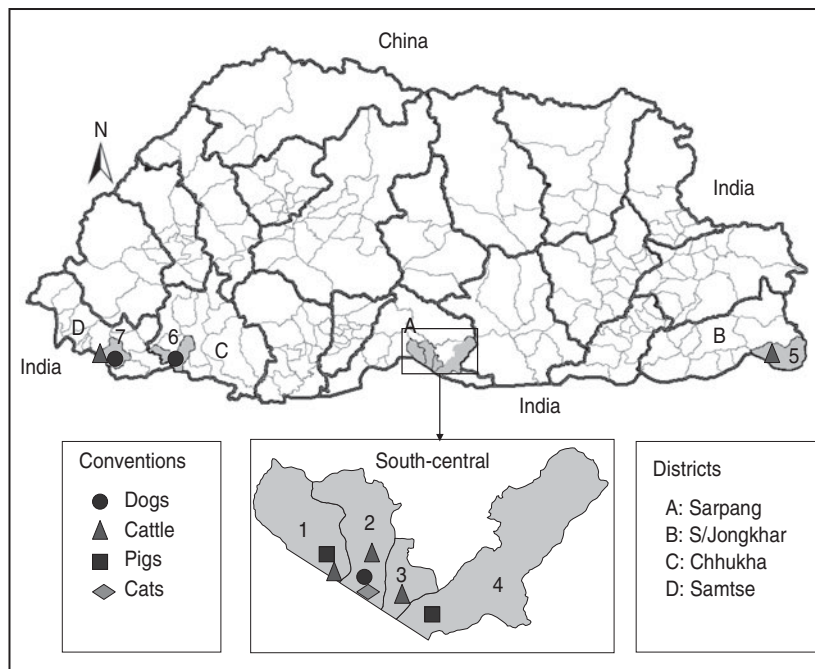 China
N
India
A
D
7
6
C
B
5
India
India
Conventions
Dogs
Cattle
Pigs
Cats
South-central
1
2
3
4
Districts
A: Sarpang
B: S/Jongkhar
C: Chhukha
D: Samtse